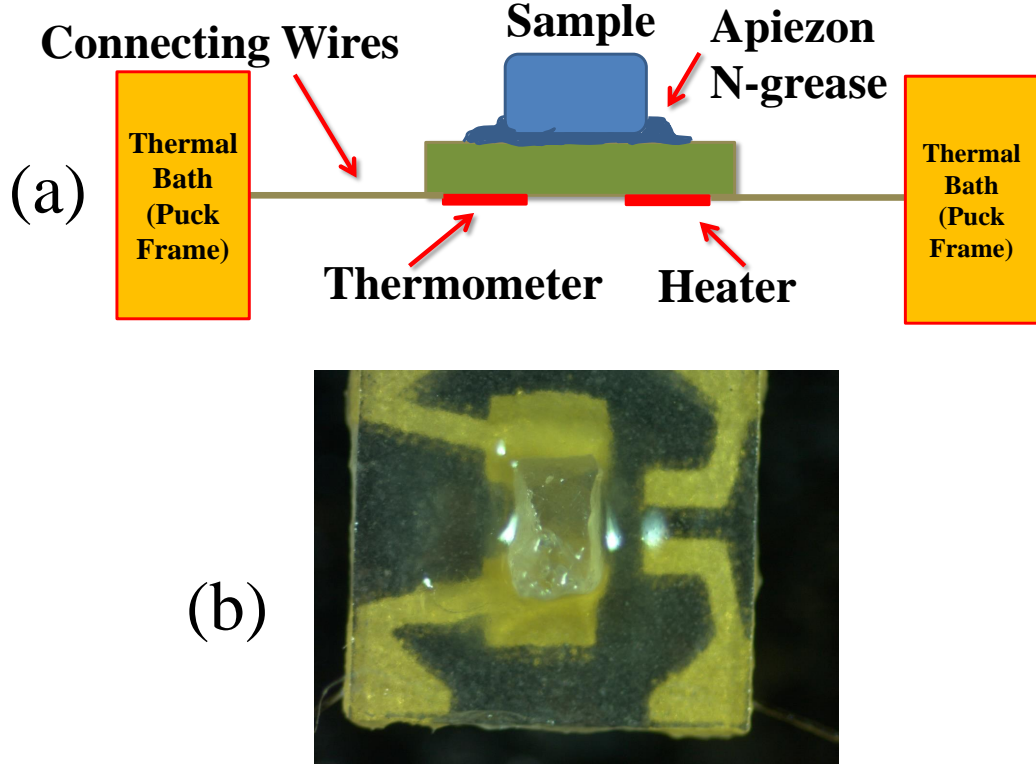 Connecting Wires
Sample
Apiezon
N-grease
(a)
Thermal
Bath
(Puck
Frame)
Thermal
Bath
(Puck
Frame)
Thermometer
Heater
(b)